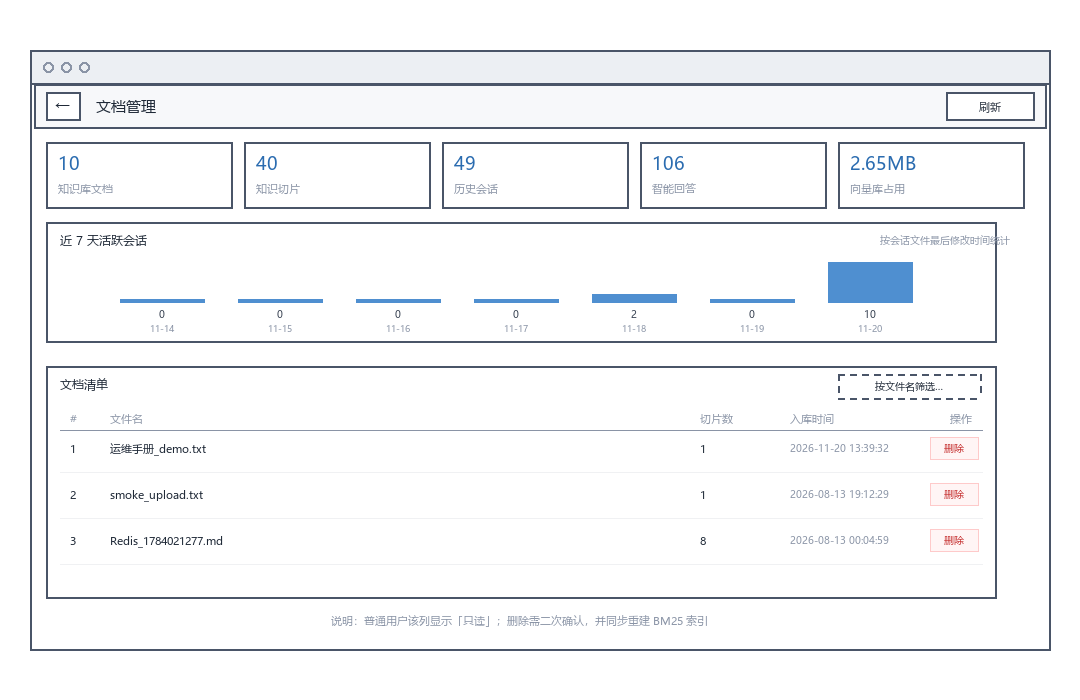 ← 文档管理 刷新
10 40 49 106 2.65MB
知识库文档 知识切片 历史会话 智能回答 向量库占用
近 7 天活跃会话 按会话文件最后修改时间统计
0 0 0 0 2 0 10
11-14 11-15 11-16 11-17 11-18 11-19 11-20
文档清单 按文件名筛选...
# 文件名 切片数 入库时间 操作
1 运维手册_demo.txt 1 2026-11-20 13:39:32 删除
2 smoke_upload.txt 1 2026-08-13 19:12:29 删除
3 Redis_1784021277.md 8 2026-08-13 00:04:59 删除
说明：普通用户该列显示「只迹」；删除需二次确认，并同步重建 BM25 索引